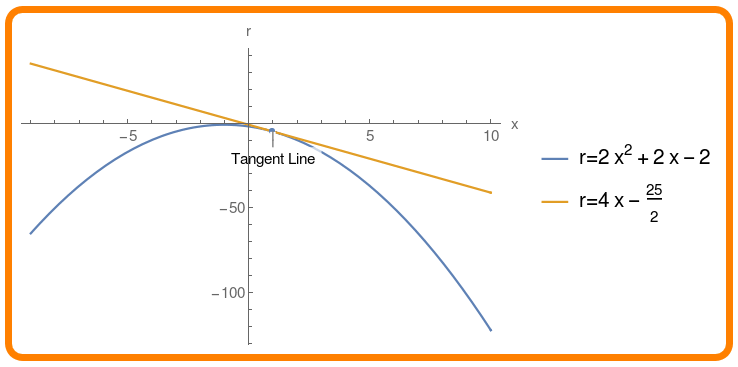 r
x
−5
5
10
−50
−100
Tangent Line
r=2 x² + 2 x − 2
r=4 x − 25/2